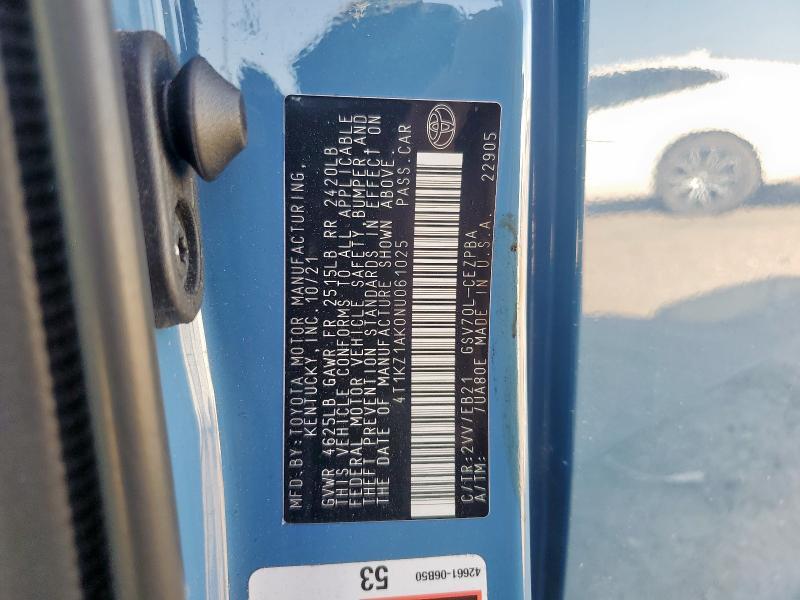 MFD. BY: TOYOTA MOTOR MANUFACTURING,
KENTUCKY, INC. 10/21
GVWR 4625LB GAWR FR 2515LB RR 2420LB
THIS VEHICLE CONFORMS TO ALL APPLICABLE
FEDERAL MOTOR VEHICLE SAFETY, BUMPER, AND
THEFT PREVENTION STANDARDS IN EFFECT ON
THE DATE OF MANUFACTURE SHOWN ABOVE.
4T1KZ1AK0NU061025 PASS.CAR
C/TR:2VV/EB21 GSV70L-CEZPBA
A/TM: /UA80E MADE IN U.S.A. 22905
53
42661-06B50